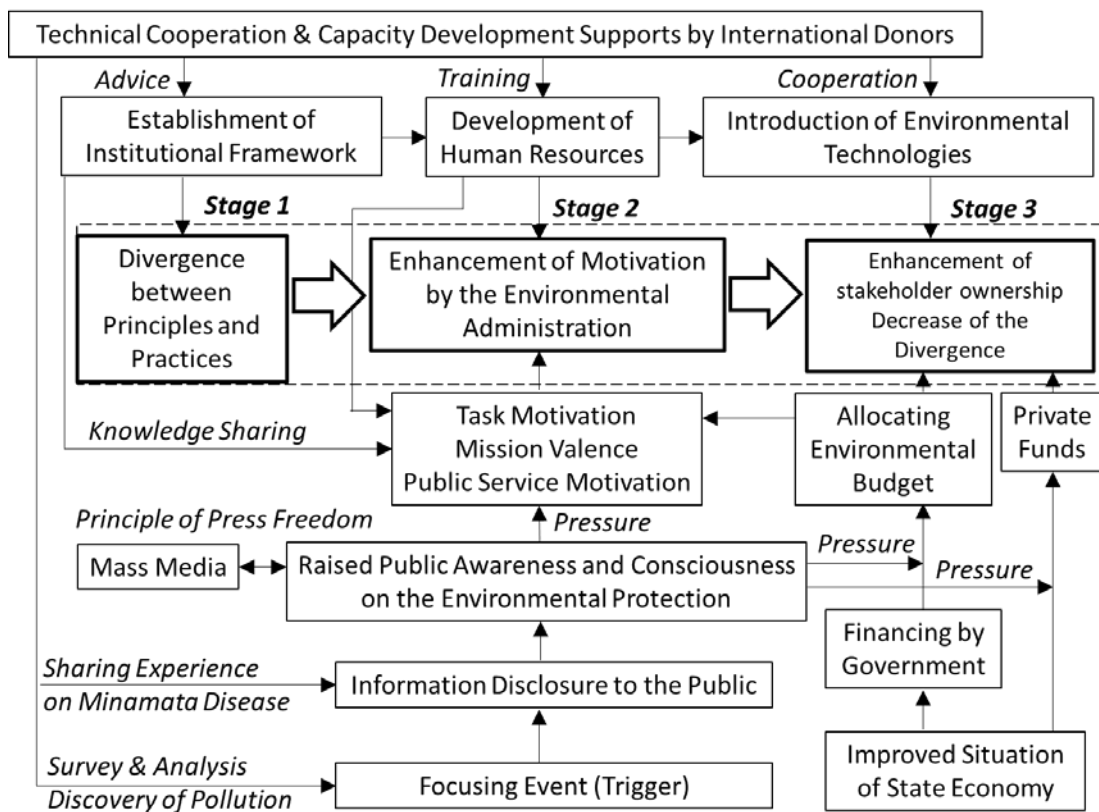 Technical Cooperation & Capacity Development Supports by International Donors
Advice
Training
Cooperation
Establishment of
Institutional Framework
Development of
Human Resources
Introduction of Environmental
Technologies
Stage 1
Stage 2
Stage 3
Divergence
between
Principles and
Practices
Enhancement of Motivation
by the Environmental
Administration
Enhancement of
stakeholder ownership
Decrease of the
Divergence
Knowledge Sharing
Task Motivation
Mission Valence
Public Service Motivation
Allocating
Environmental
Budget
Private
Funds
Principle of Press Freedom
Pressure
Mass Media
Raised Public Awareness and Consciousness
on the Environmental Protection
Pressure
Pressure
Financing by
Government
Sharing Experience
on Minamata Disease
Information Disclosure to the Public
Survey & Analysis
Discovery of Pollution
Focusing Event (Trigger)
Improved Situation
of State Economy